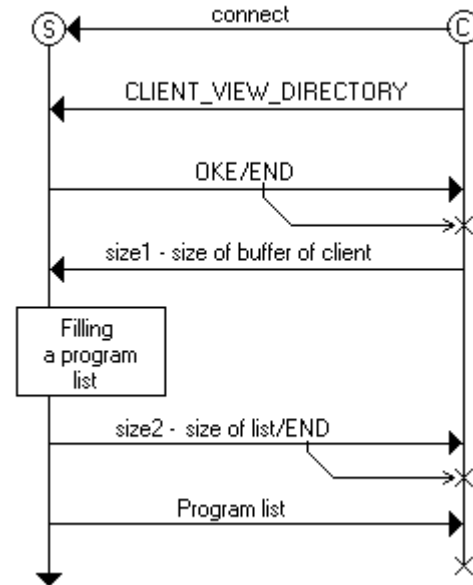 connect
S
C
CLIENT_VIEW_DIRECTORY
OKE/END
size1 - size of buffer of client
Filling
a program
list
size2 - size of list/END
Program list